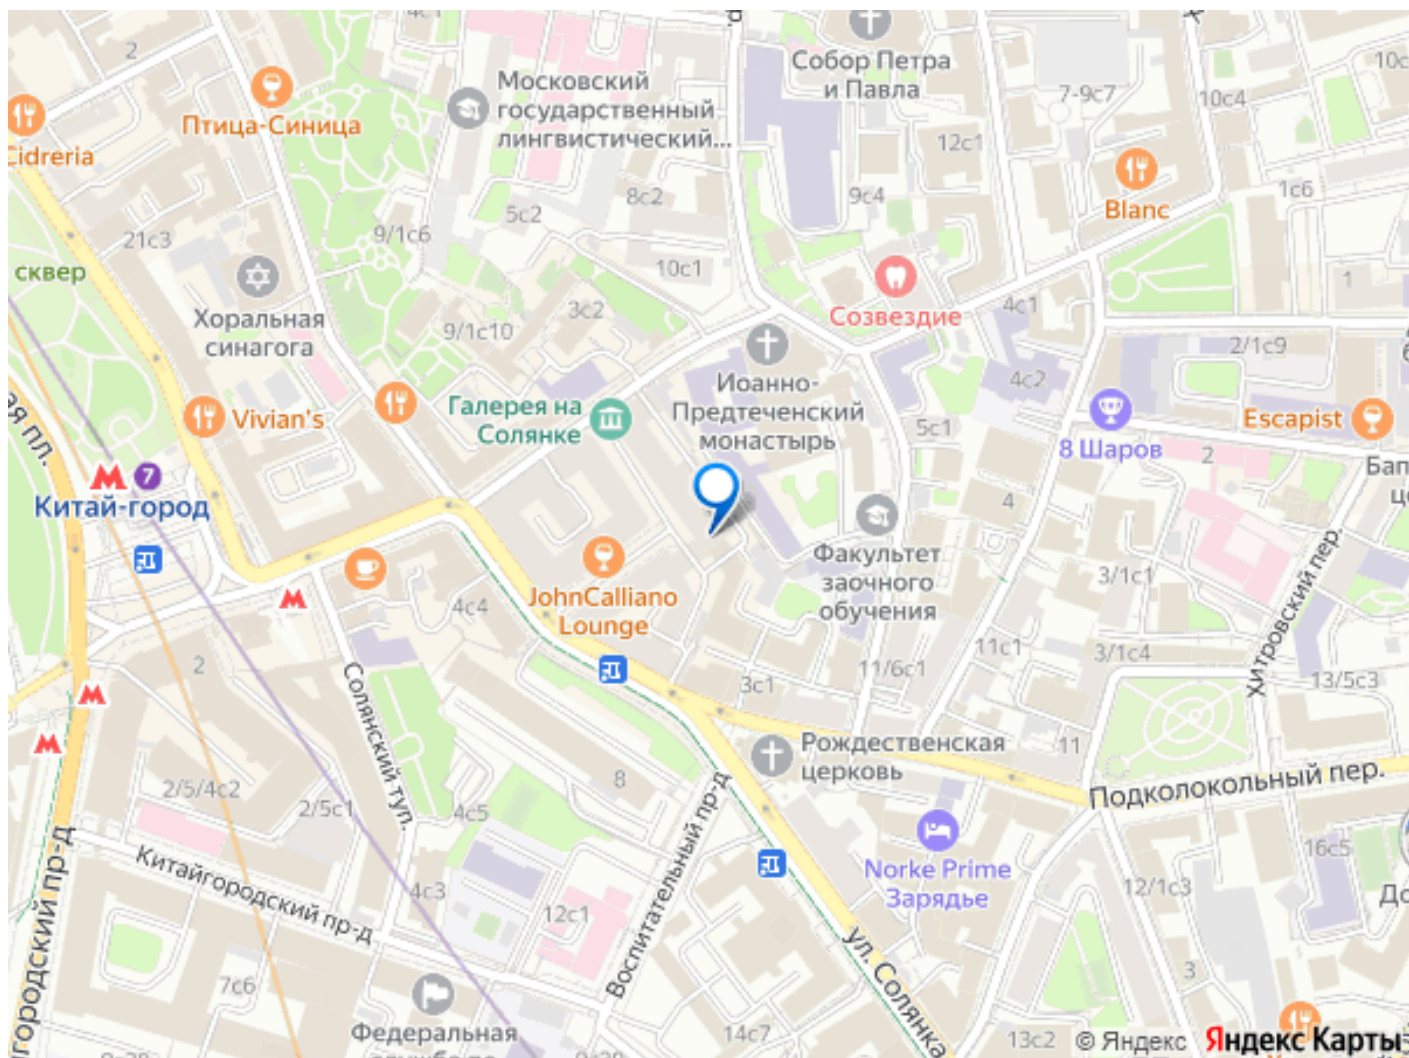 4с1
2
Птица-Синица
Cidreria
Московский
государственный
лингвистический...
Собор Петра
и Павла
7-9с7
10с4
12с1
9с4
8с2
5с2
Blanc
1с6
21с3
9/1с6
сквер
Хоральная
синагога
10с1
3с2
9/1с10
Созвездие
4с1
1
2/1с9
Иоанно-
Предтеченский
монастырь
4с2
Галерея на
Солянке
Vivian's
5с1
8 Шаров
Escapist
2
7
Китай-город
4
Факультет
заочного
обучения
JohnCalliano
Lounge
4с4
3/1с1
Хитровский пер.
2
11с1
3/1с4
11/6с1
3с1
13/5с3
Солянский туп.
Рождественская
церковь
11
8
Подколокольный пер.
2/5/4с2
2/5с1
4с5
Воспитательный пр-д
Norke Prime
Зарядье
16с5
Китайгородский пр-д
4с3
12с1
12/1с3
ул. Солянка
7с6
3
Федеральная
14с7
13с2
© Яндекс
Яндекс Карты